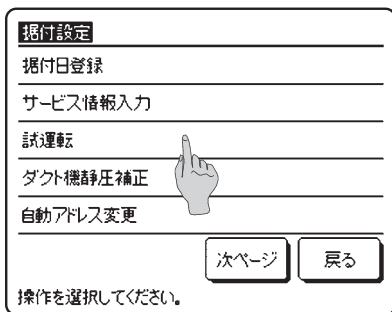 据付設定
据付日登録
サービス情報入力
試運転
ダクト機静圧補正
自動アドレス変更
次ページ 戻る
操作を選択してください。